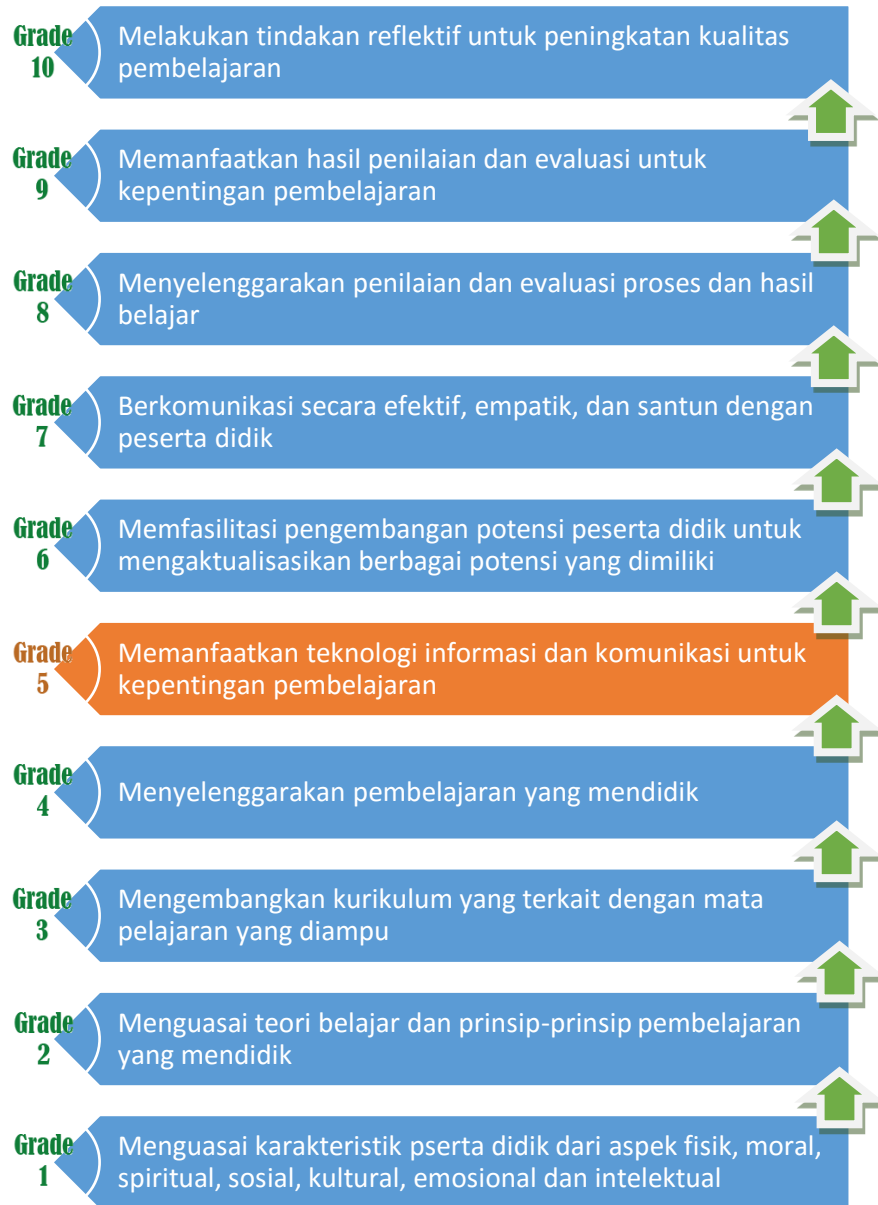 Grade
10
Melakukan tindakan reflektif untuk peningkatan kualitas
pembelajaran
Grade
9
Memanfaatkan hasil penilaian dan evaluasi untuk
kepentingan pembelajaran
Grade
8
Menyelenggarakan penilaian dan evaluasi proses dan hasil
belajar
Grade
7
Berkomunikasi secara efektif, empatik, dan santun dengan
peserta didik
Grade
6
Memfasilitasi pengembangan potensi peserta didik untuk
mengaktualisasikan berbagai potensi yang dimiliki
Grade
5
Memanfaatkan teknologi informasi dan komunikasi untuk
kepentingan pembelajaran
Grade
4
Menyelenggarakan pembelajaran yang mendidik
Grade
3
Mengembangkan kurikulum yang terkait dengan mata
pelajaran yang diampu
Grade
2
Menguasai teori belajar dan prinsip-prinsip pembelajaran
yang mendidik
Grade
1
Menguasai karakteristik pserta didik dari aspek fisik, moral,
spiritual, sosial, kultural, emosional dan intelektual